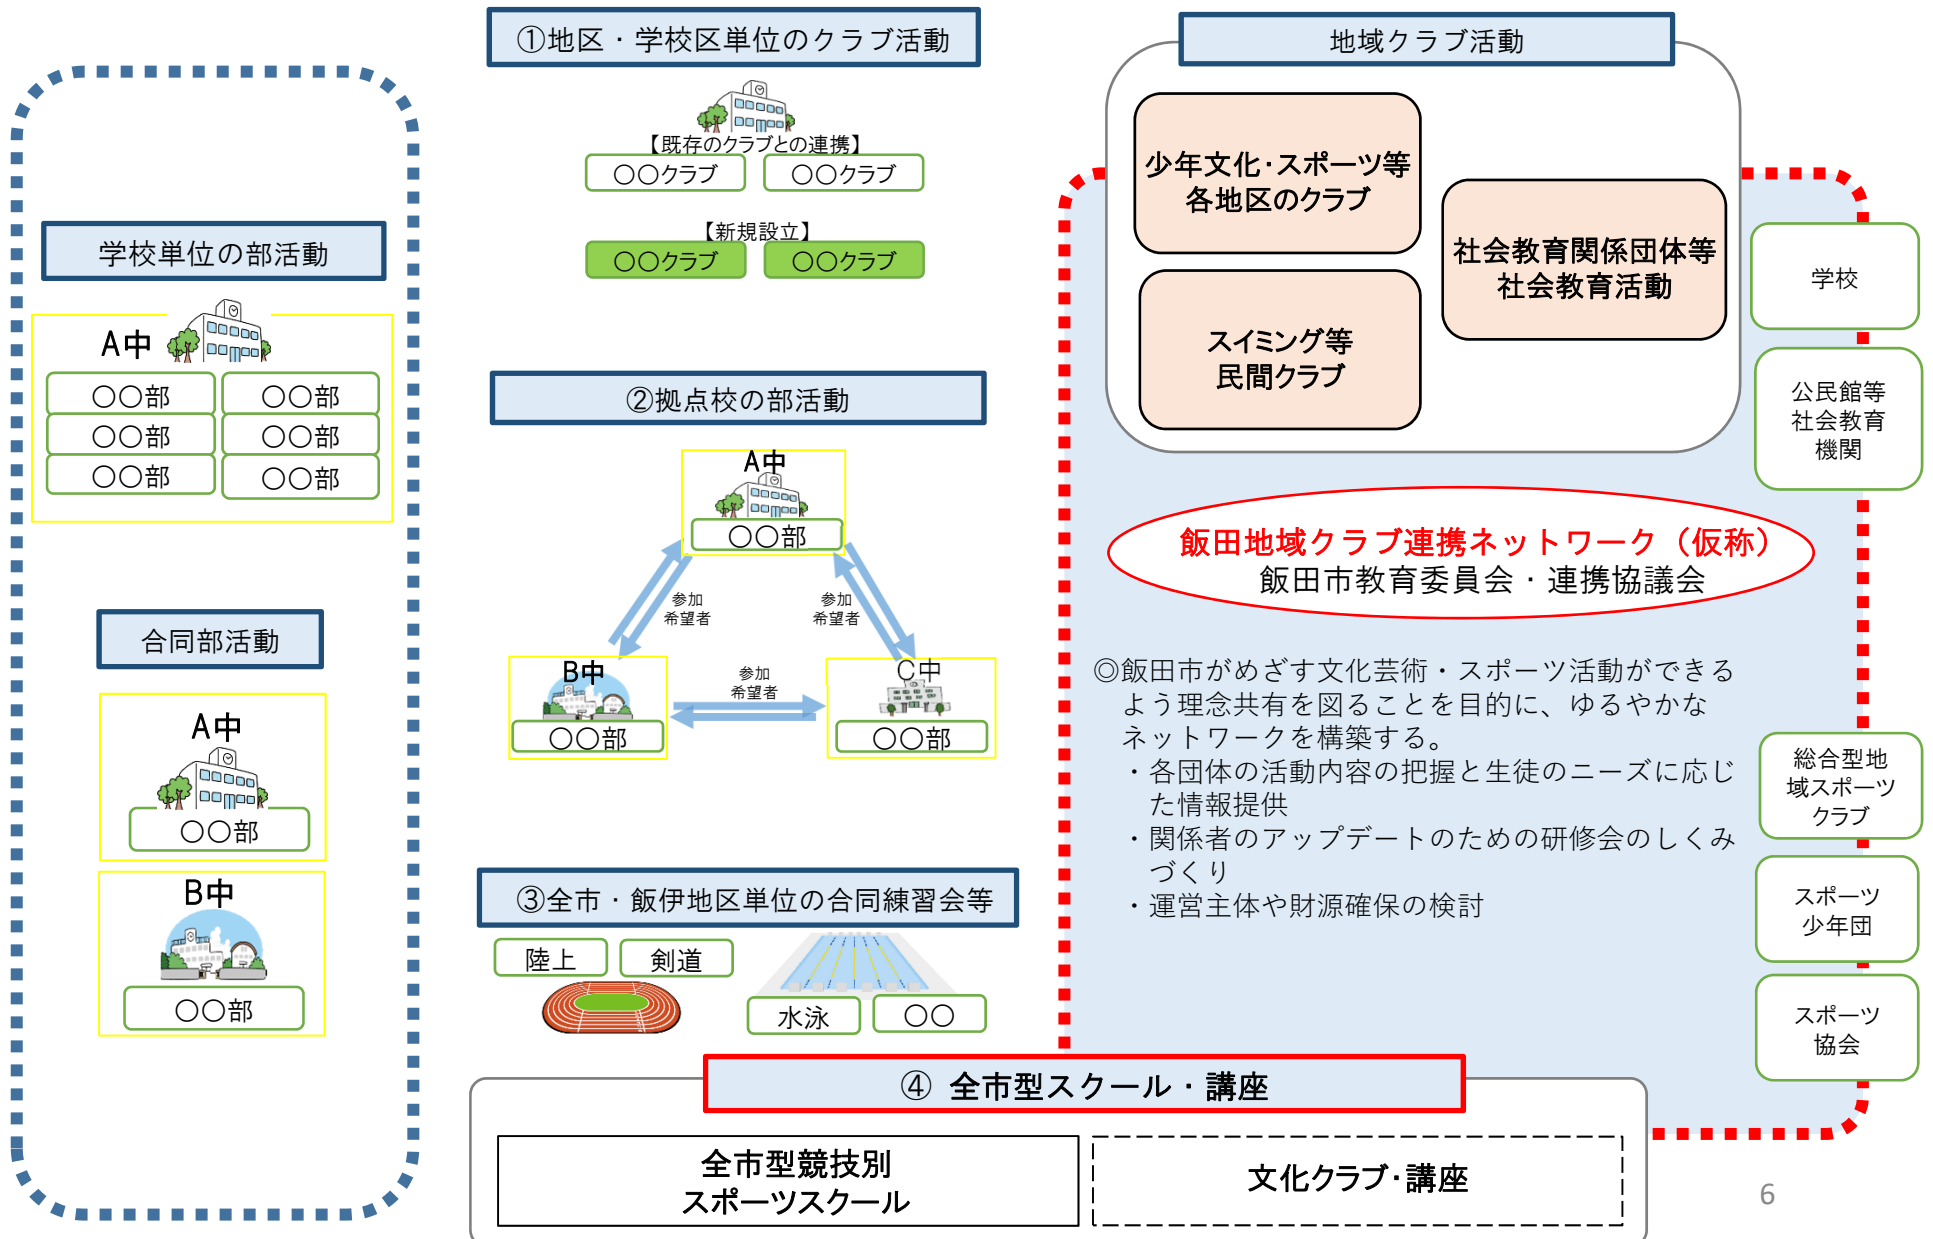 学校単位の部活動
A中
〇〇部
〇〇部
〇〇部
〇〇部
〇〇部
〇〇部
合同部活動
A中
〇〇部
B中
〇〇部
①地区・学校区単位のクラブ活動
【既存のクラブとの連携】
〇〇クラブ
〇〇クラブ
【新規設立】
〇〇クラブ
〇〇クラブ
②拠点校の部活動
A中
〇〇部
参加
希望者
参加
希望者
B中
〇〇部
参加
希望者
C中
〇〇部
③全市・飯伊地区単位の合同練習会等
陸上
剣道
水泳
〇〇
地域クラブ活動
少年文化・スポーツ等
各地区のクラブ
社会教育関係団体等
社会教育活動
スイミング等
民間クラブ
飯田地域クラブ連携ネットワーク（仮称）
飯田市教育委員会・連携協議会
◎飯田市がめざす文化芸術・スポーツ活動ができる
よう理念共有を図ることを目的に、ゆるやかな
ネットワークを構築する。
・各団体の活動内容の把握と生徒のニーズに応じ
た情報提供
・関係者のアップデートのための研修会のしくみ
づくり
・運営主体や財源確保の検討
学校
公民館等
社会教育
機関
総合型地
域スポーツ
クラブ
スポーツ
少年団
スポーツ
協会
④ 全市型スクール・講座
全市型競技別
スポーツスクール
文化クラブ・講座
6